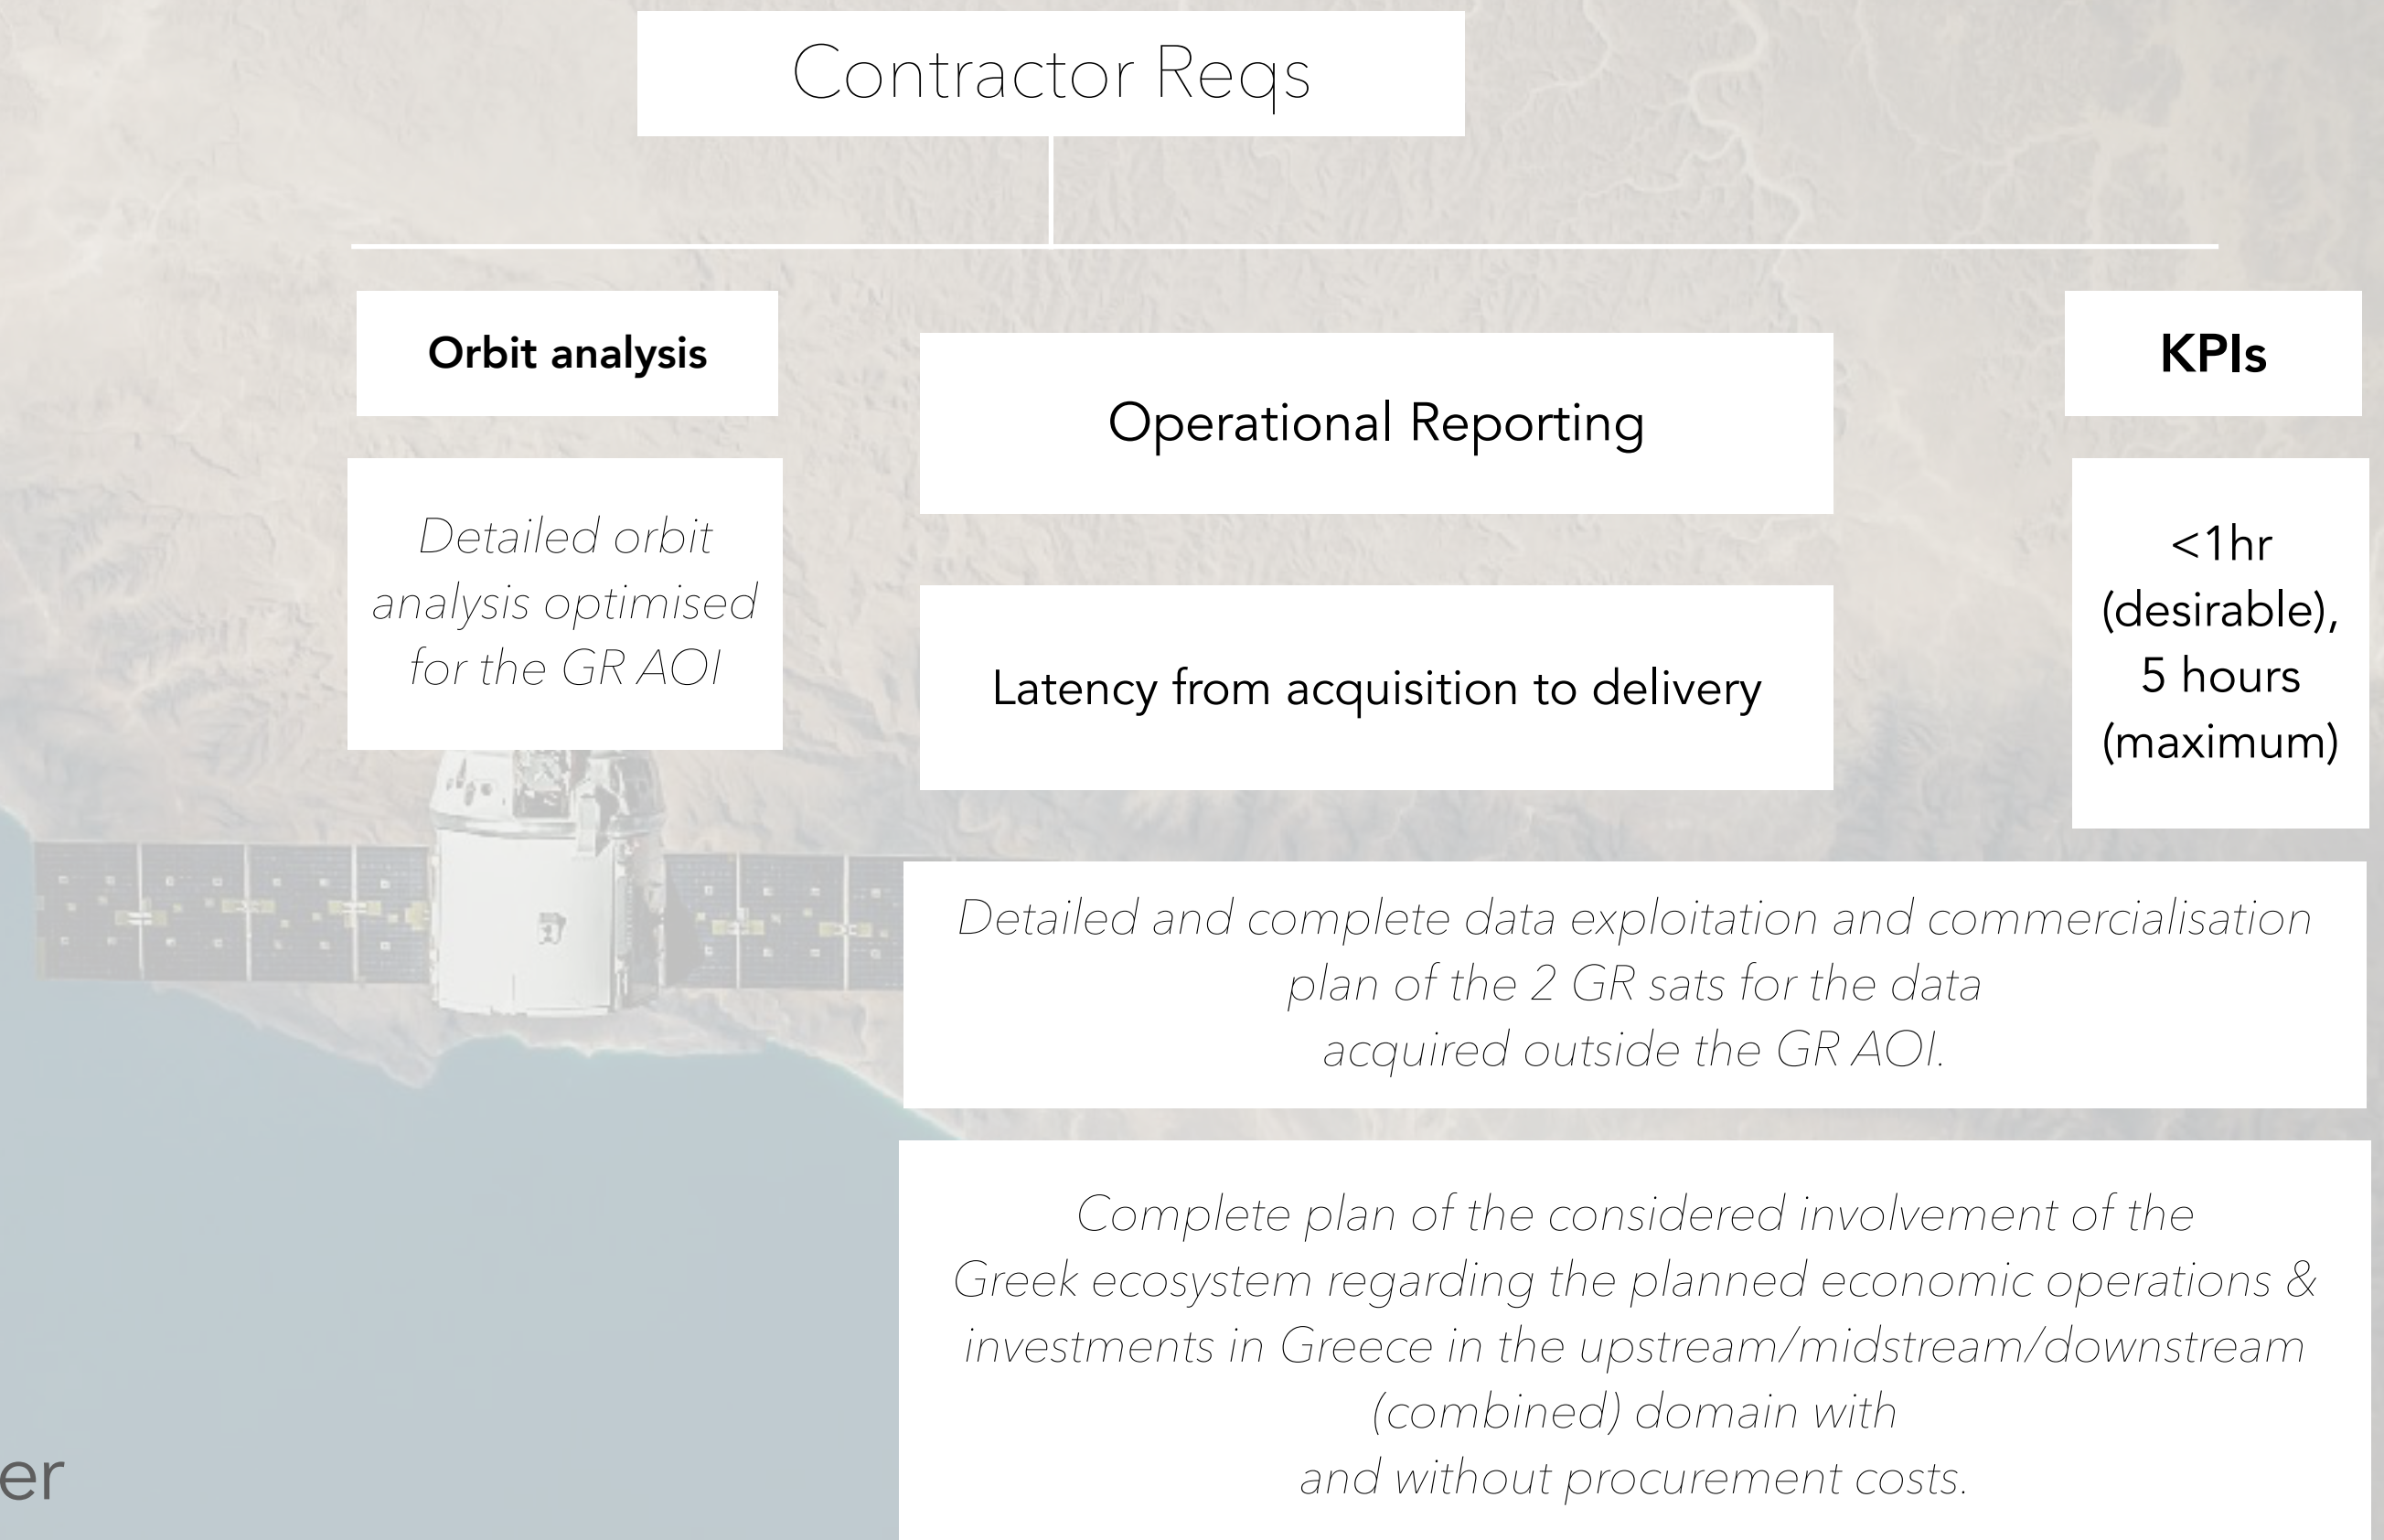 Contractor Reqs
Orbit analysis
Detailed orbit
analysis optimised
for the GR AOI
Operational Reporting
Latency from acquisition to delivery
KPIs
<1hr
(desirable),
5 hours
(maximum)
Detailed and complete data exploitation and commercialisation
plan of the 2 GR sats for the data
acquired outside the GR AOI.
Complete plan of the considered involvement of the
Greek ecosystem regarding the planned economic operations &
investments in Greece in the upstream/midstream/downstream
(combined) domain with
and without procurement costs.
er